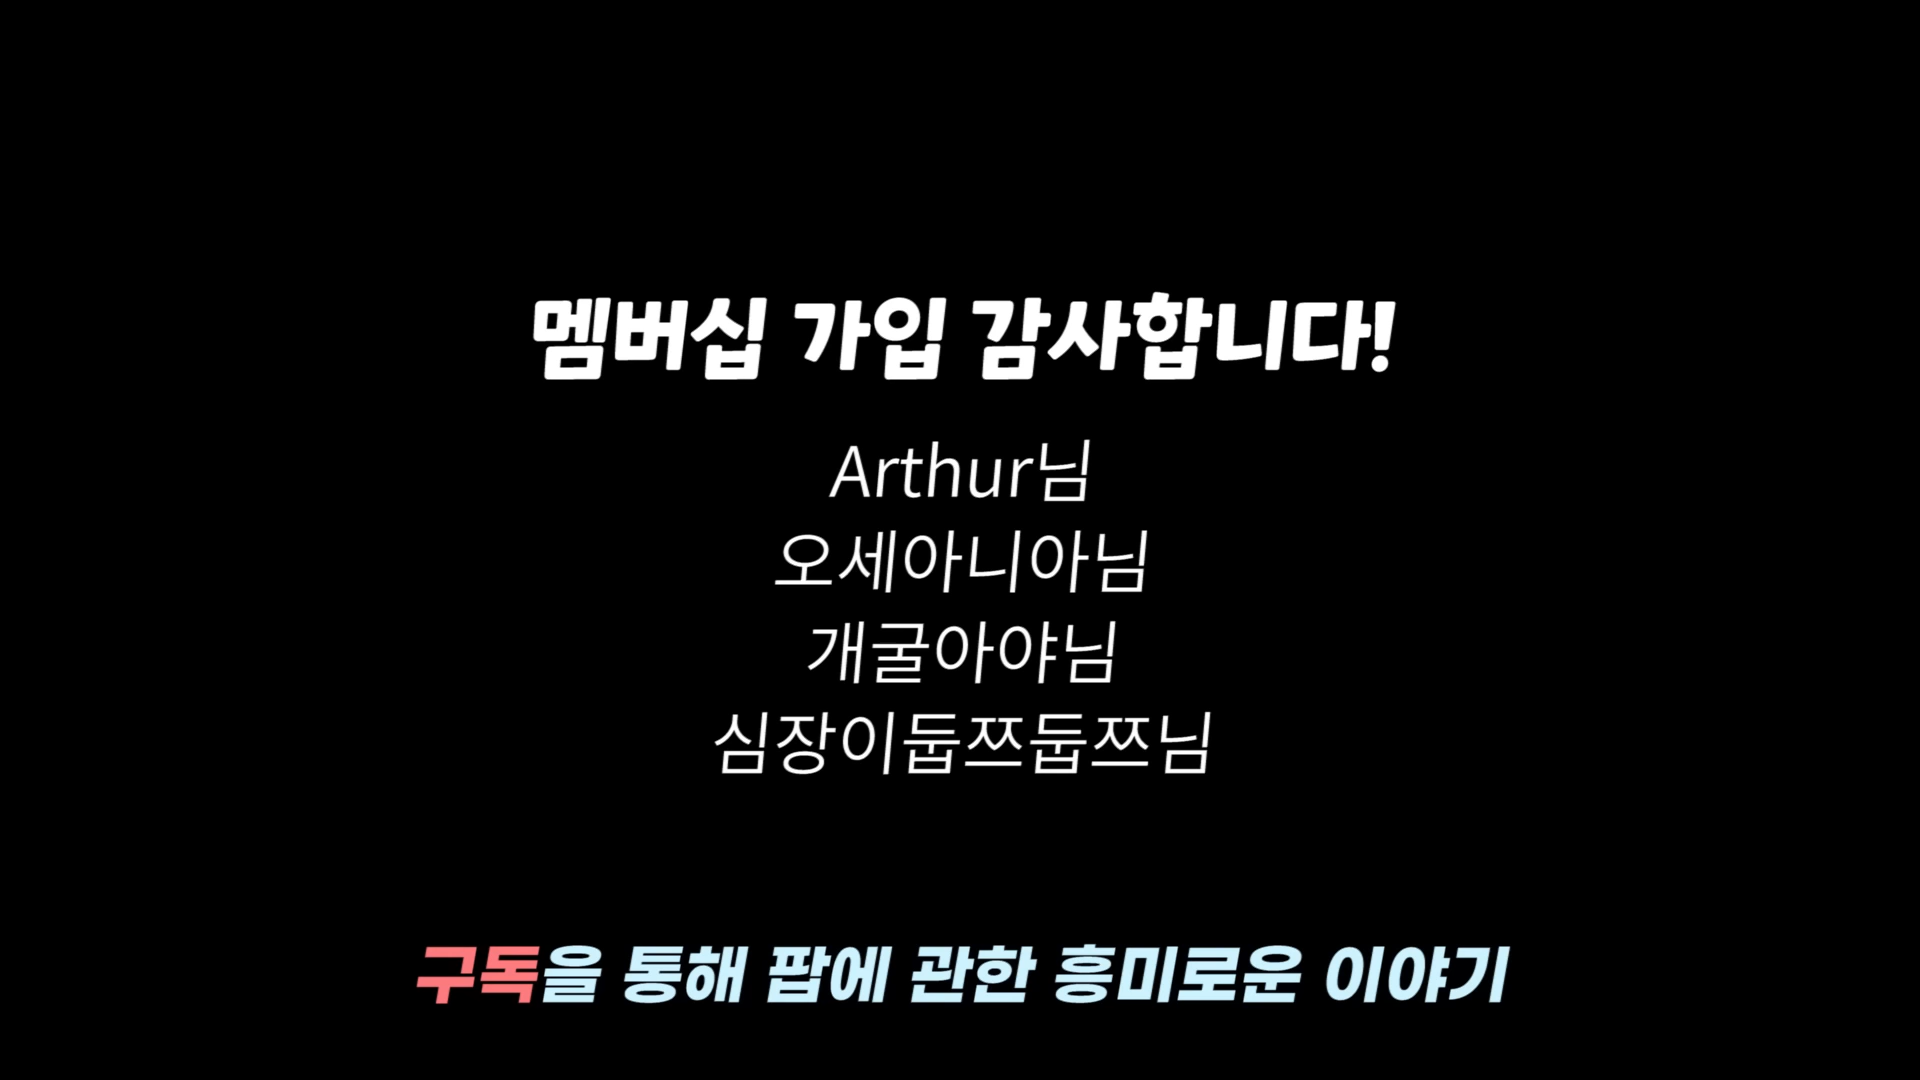 멤버십 가입 감사합니다!
Arthur님
오세아니아님
개굴아야님
심장이둡쯔둡쯔님
구독을 통해 팝에 관한 흥미로운 이야기